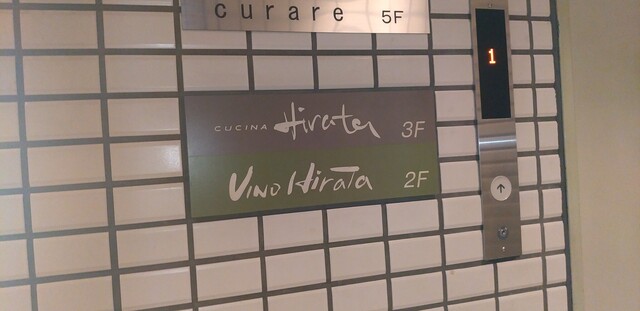 curare 5F
1
CUCINA Hirata 3F
VINO HIRATA 2F